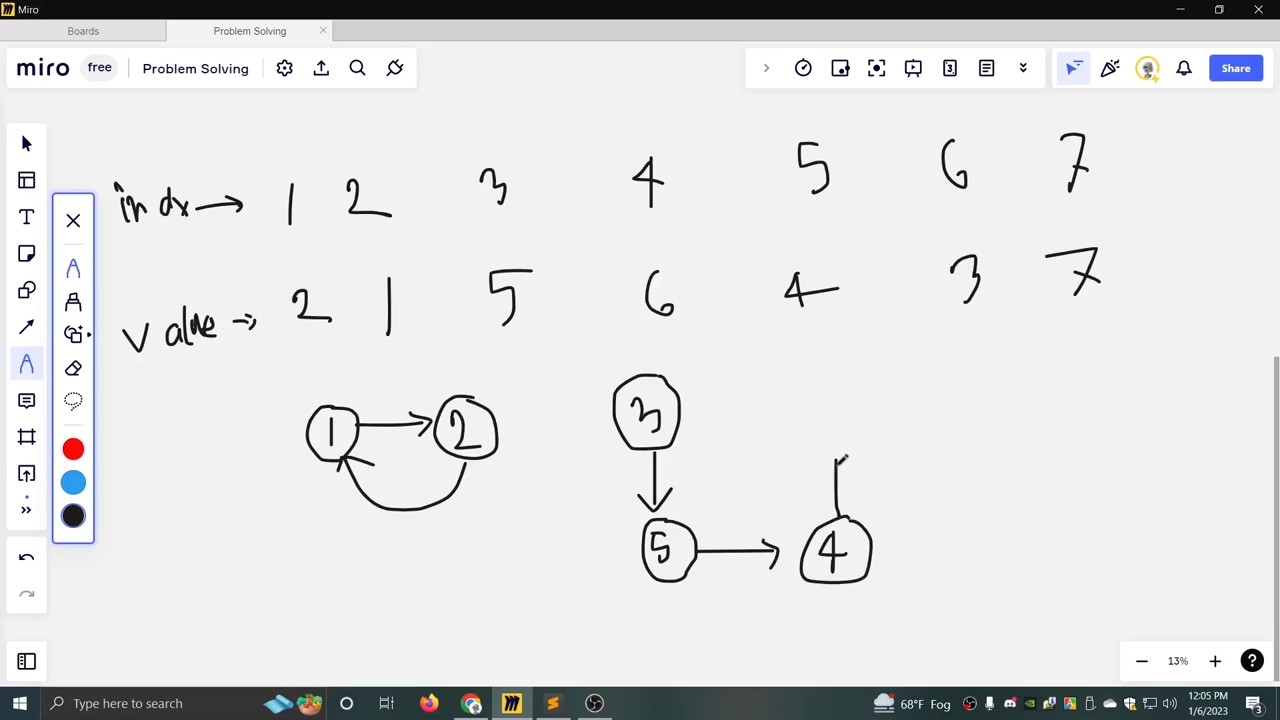 Miro
Boards
Problem Solving
miro free Problem Solving
3
Share
indx → 1 2 3 4 5 6 7
value → 2 1 5 6 4 3 7
1 2 3
5 4
13%
Type here to search
68°F Fog
12:05 PM
1/6/2023
3